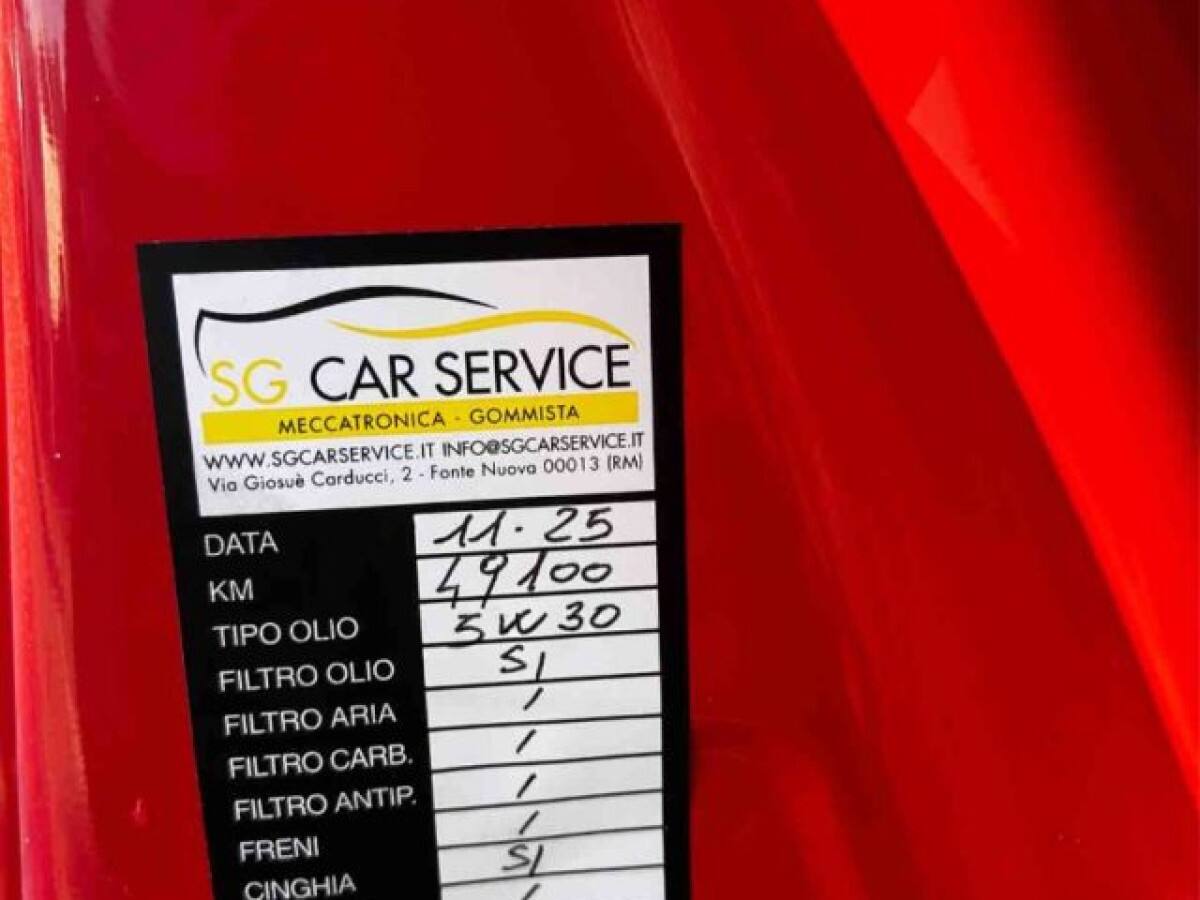 SG CAR SERVICE
MECCATRONICA - GOMMISTA
WWW.SGCARSERVICE.IT INFO@SGCARSERVICE.IT
Via Giosuè Carducci, 2 - Fonte Nuova 00013 (RM)
DATA 11.25
KM 49100
TIPO OLIO 5W30
FILTRO OLIO SI
FILTRO ARIA /
FILTRO CARB. /
FILTRO ANTIP. /
FRENI /
CINGHIA SI
/